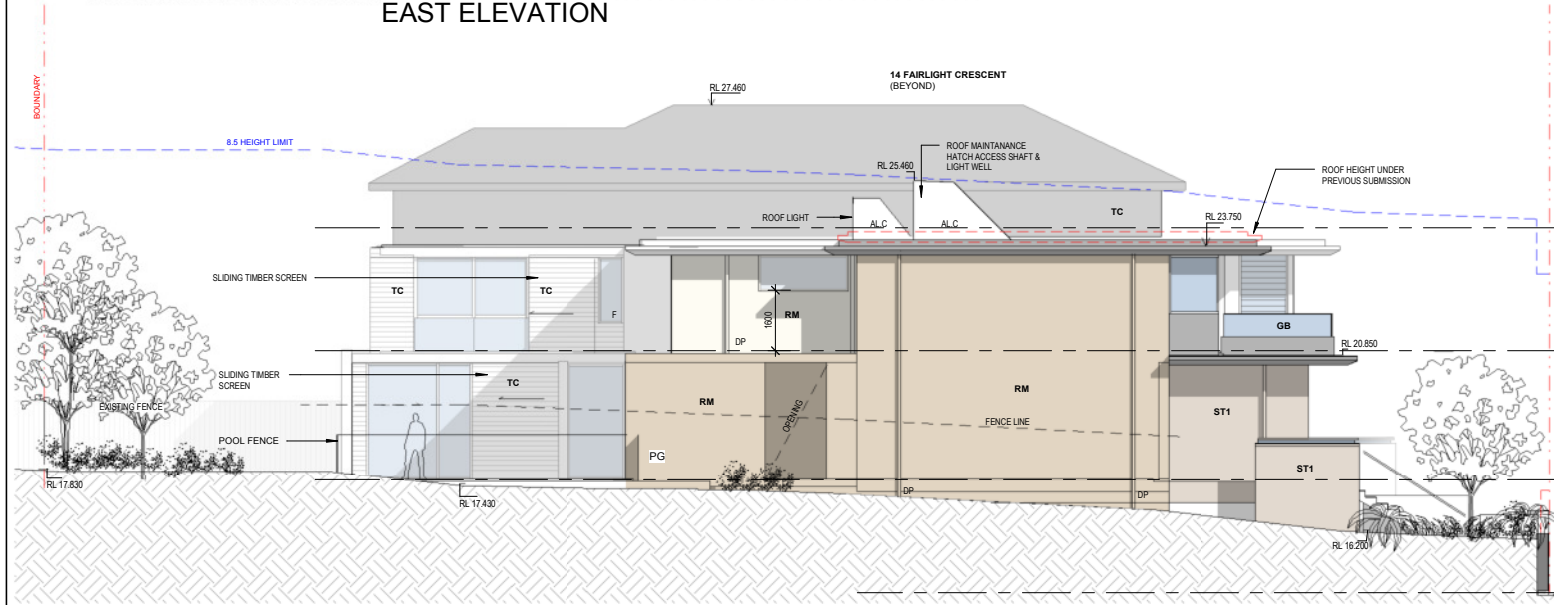 EAST ELEVATION
BOUNDARY
14 FAIRLIGHT CRESCENT
(BEYOND)
RL 27.460
8.5 HEIGHT LIMIT
ROOF MAINTANANCE
HATCH ACCESS SHAFT &
LIGHT WELL
RL 25.460
ROOF HEIGHT UNDER
PREVIOUS SUBMISSION
ROOF LIGHT
AL.C
AL.C
TC
RL 23.750
SLIDING TIMBER SCREEN
TC
TC
F
1600
RM
DP
GB
RL 20.850
SLIDING TIMBER
SCREEN
TC
RM
OPENING
RM
FENCE LINE
ST1
EXISTING FENCE
POOL FENCE
PG
ST1
RL 17.830
RL 17.430
DP
DP
RL 16.200